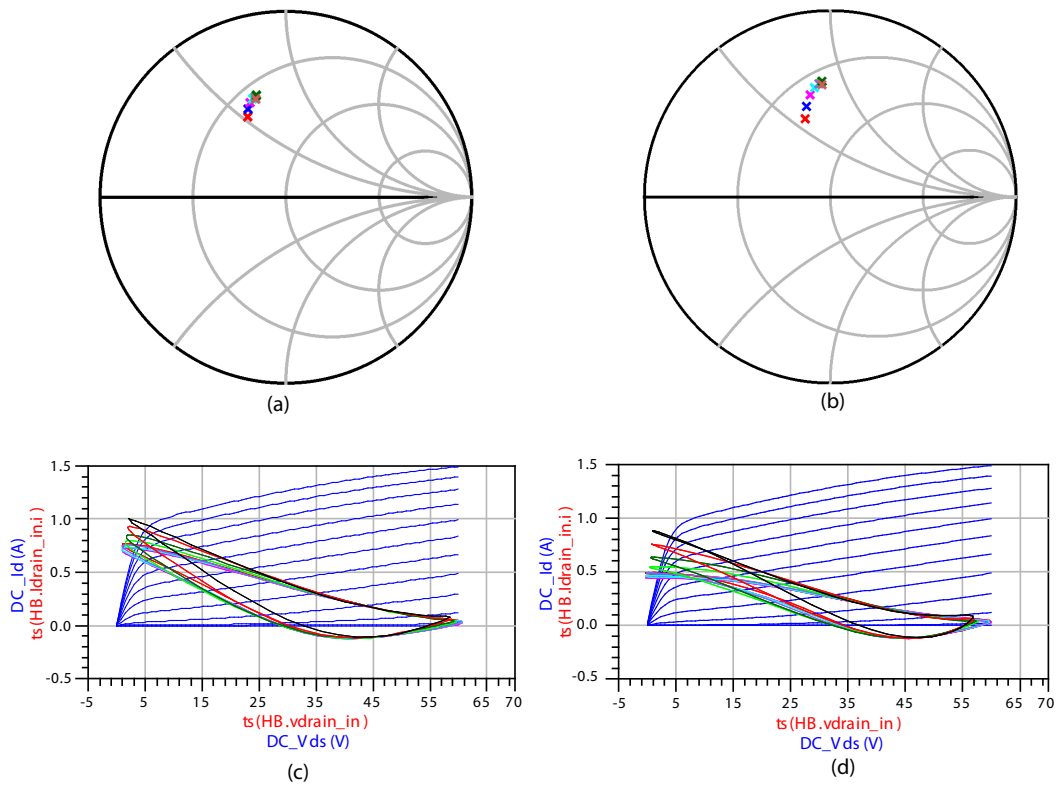 (a)
(b)
1.5
1.0
0.5
0.0
-0.5
DC_Id (A)
ts(HB.Idrain_in.i)
-5 5 15 25 35 45 55 65 70
ts(HB.vdrain_in )
DC_Vds (V)
(c)
1.5
1.0
0.5
0.0
-0.5
DC_Id (A)
ts(HB.Idrain_in.i)
-5 5 15 25 35 45 55 65 70
ts(HB.vdrain_in )
DC_Vds (V)
(d)